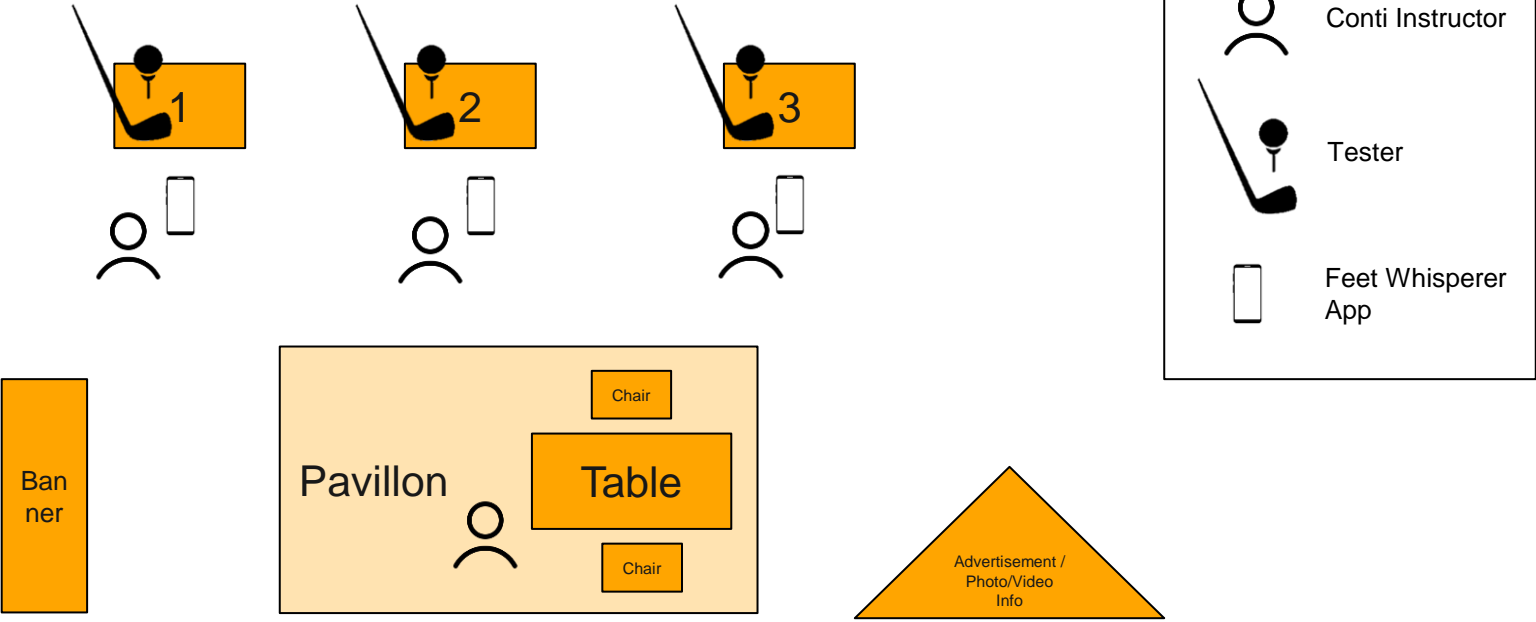 1
2
3
Conti Instructor
Tester
Feet Whisperer
App
Ban
ner
Pavillon
Chair
Table
Chair
Advertisement /
Photo/Video
Info